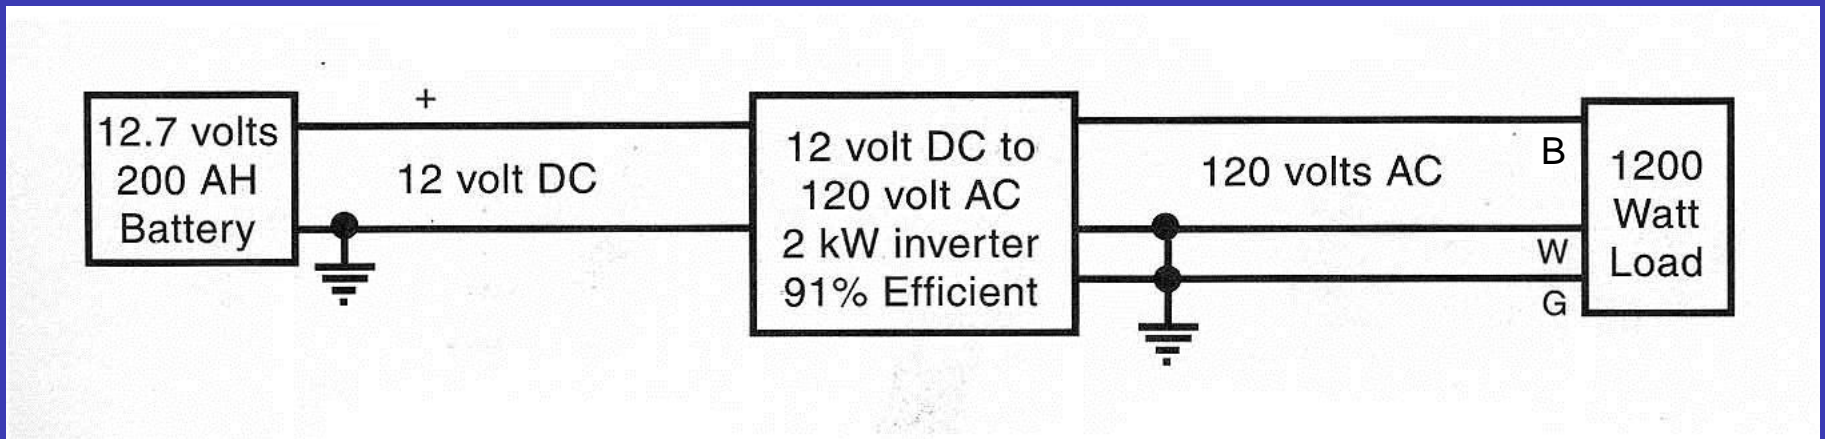 +
12.7 volts
200 AH
Battery
12 volt DC
12 volt DC to
120 volt AC
2 kW inverter
91% Efficient
120 volts AC
B
W
G
1200
Watt
Load